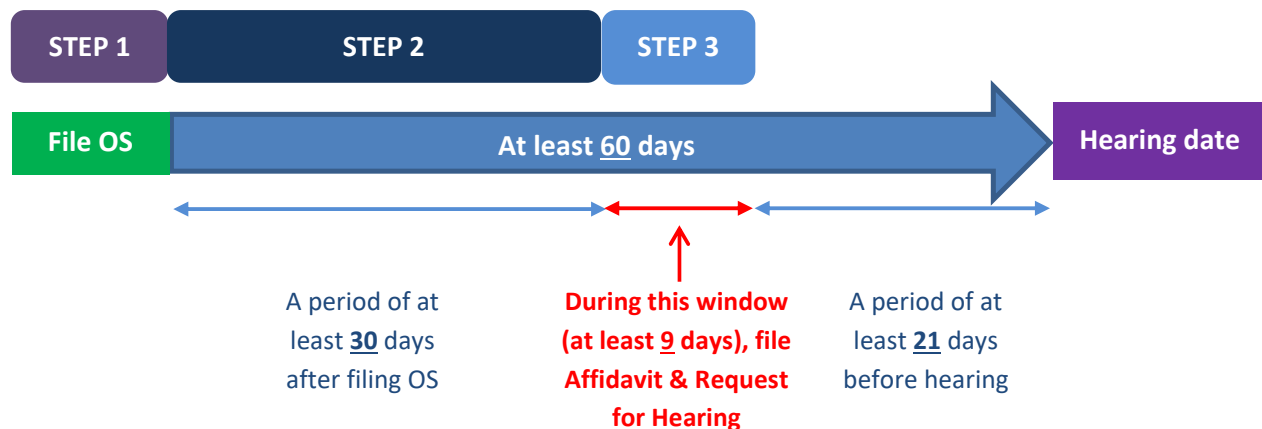 STEP 1
STEP 2
STEP 3
File OS
At least 60 days
Hearing date
A period of at
least 30 days
after filing OS
During this window
(at least 9 days), file
Affidavit & Request
for Hearing
A period of at
least 21 days
before hearing